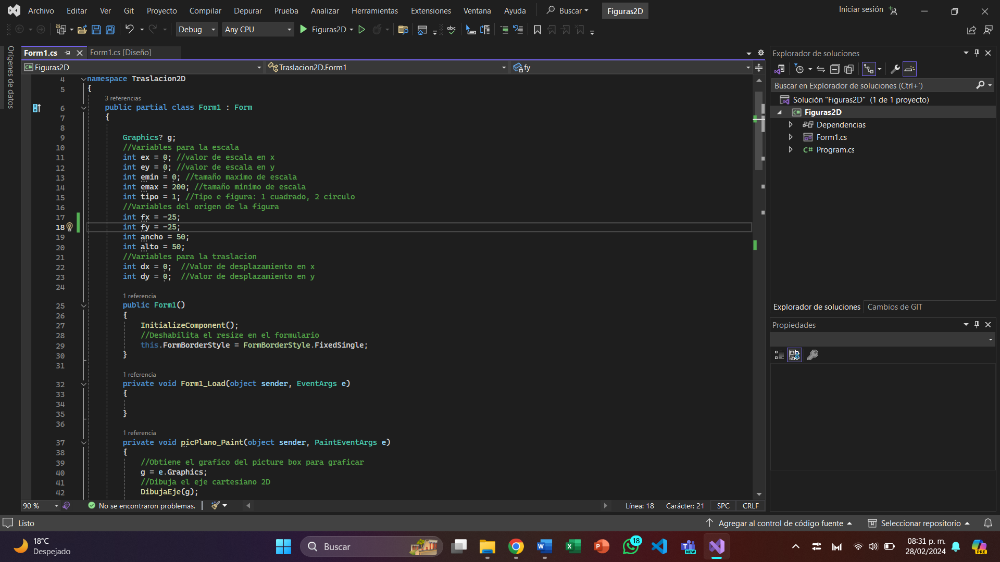 Archivo Editar Ver Git Proyecto Compilar Depurar Prueba Analizar Herramientas Extensiones Ventana Ayuda Buscar Figuras2D Iniciar sesión
Debug Any CPU Figuras2D
Orígenes de datos
Form1.cs Form1.cs [Diseño]
Figuras2D Traslacion2D.Form1 fy
4 namespace Traslacion2D
5 {
3 referencias
6 public partial class Form1 : Form
7 {
8
9 Graphics? g;
10 //Variables para la escala
11 int ex = 0; //valor de escala en x
12 int ey = 0; //valor de escala en y
13 int emin = 0; //tamaño maximo de escala
14 int emax = 200; //tamaño minimo de escala
15 int tipo = 1; //Tipo e figura: 1 cuadrado, 2 circulo
16 //Variables del origen de la figura
17 int fx = -25;
18 int fy = -25;
19 int ancho = 50;
20 int alto = 50;
21 //Variables para la traslacion
22 int dx = 0; //Valor de desplazamiento en x
23 int dy = 0; //Valor de desplazamiento en y
24
1 referencia
25 public Form1()
26 {
27 InitializeComponent();
28 //Deshabilita el resize en el formulario
29 this.FormBorderStyle = FormBorderStyle.FixedSingle;
30 }
31
1 referencia
32 private void Form1_Load(object sender, EventArgs e)
33 {
34
35 }
36
1 referencia
37 private void picPlano_Paint(object sender, PaintEventArgs e)
38 {
39 //Obtiene el grafico del picture box para graficar
40 g = e.Graphics;
41 //Dibuja el eje cartesiano 2D
42 DibujaEje(g);
90 % No se encontraron problemas. Línea: 18 Carácter: 21 SPC CRLF
Explorador de soluciones
Buscar en Explorador de soluciones (Ctrl+´)
Solución "Figuras2D" (1 de 1 proyecto)
Figuras2D
Dependencias
Form1.cs
Program.cs
Explorador de soluciones Cambios de GIT
Propiedades
Listo Agregar al control de código fuente Seleccionar repositorio
18°C
Despejado
Buscar
18
NEW
08:31 p. m.
28/02/2024
PRE